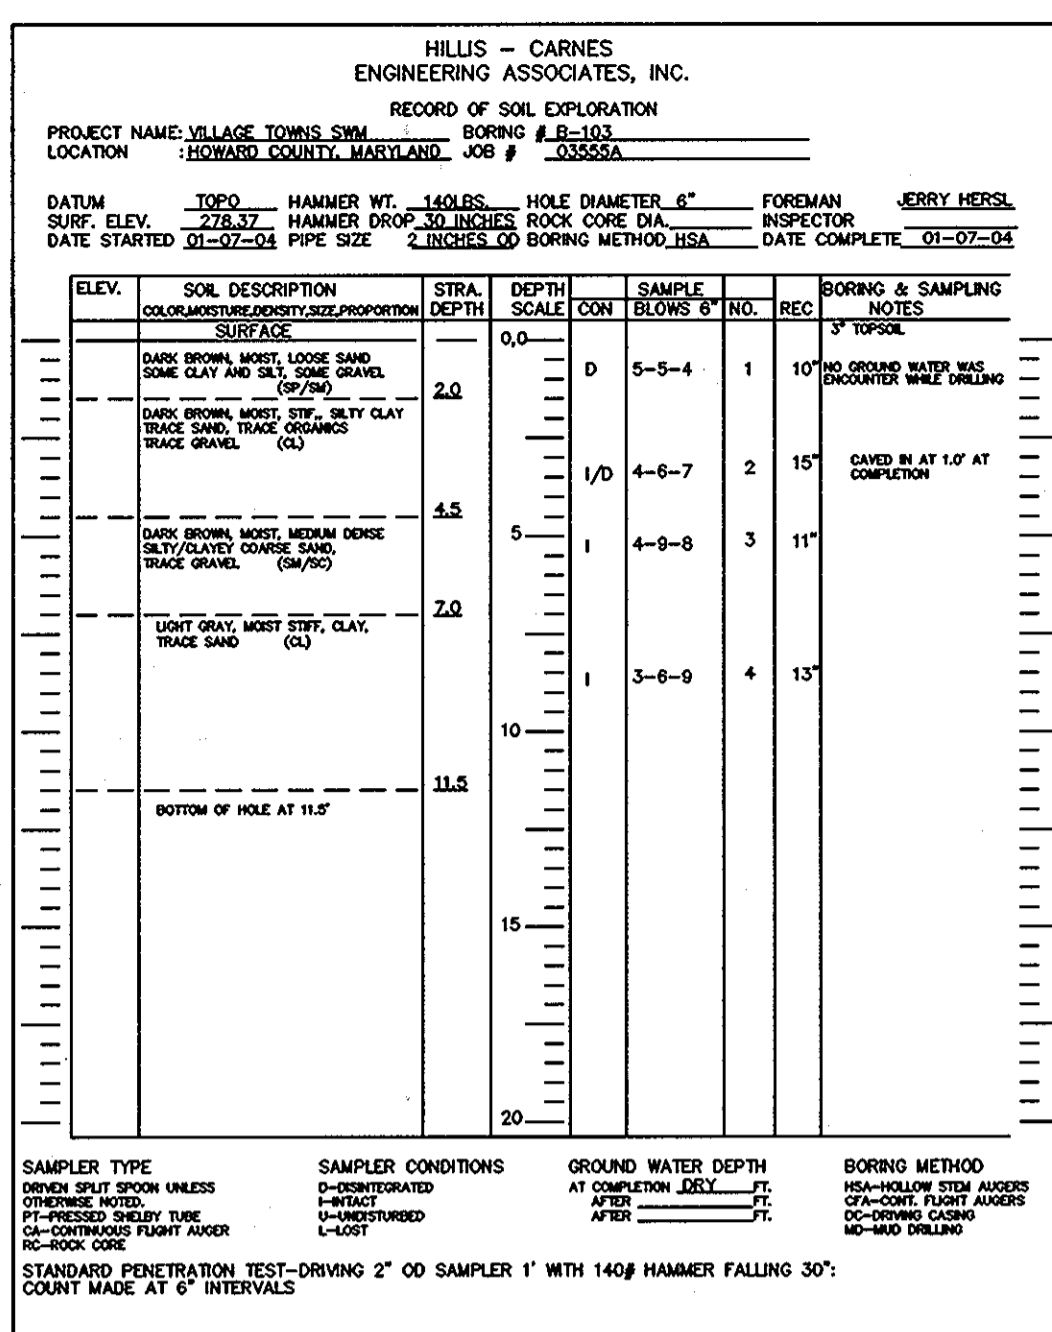 HILLIS – CARNES
ENGINEERING ASSOCIATES, INC.
RECORD OF SOIL EXPLORATION
PROJECT NAME: VILLAGE TOWNS SWM BORING # B-103
LOCATION : HOWARD COUNTY, MARYLAND JOB # 03555A
DATUM TOPO HAMMER WT. 140LBS. HOLE DIAMETER 6" FOREMAN JERRY HERSL
SURF. ELEV. 278.37 HAMMER DROP 30 INCHES ROCK CORE DIA. INSPECTOR
DATE STARTED 01-07-04 PIPE SIZE 2 INCHES OD BORING METHOD HSA DATE COMPLETE 01-07-04
ELEV. SOIL DESCRIPTION STRA. DEPTH SAMPLE BORING & SAMPLING
COLOR,MOISTURE,DENSITY,SIZE,PROPORTION DEPTH SCALE CON BLOWS 6" NO. REC NOTES
SURFACE 0,0 3" TOPSOIL
DARK BROWN, MOIST, LOOSE SAND
SOME CLAY AND SILT, SOME GRAVEL
(SP/SM) 2.0
D 5-5-4 1 10" NO GROUND WATER WAS
ENCOUNTER WHILE DRILLING
DARK BROWN, MOIST, STIF,, SILTY CLAY
TRACE SAND, TRACE ORGANICS
TRACE GRAVEL (CL)
I/D 4-6-7 2 15" CAVED IN AT 1.0' AT
COMPLETION
4.5
DARK BROWN, MOIST, MEDIUM DENSE
SILTY/CLAYEY COARSE SAND,
TRACE GRAVEL (SM/SC)
5 I 4-9-8 3 11"
7.0
LIGHT GRAY, MOIST STIFF, CLAY,
TRACE SAND (CL)
I 3-6-9 4 13"
10
11.5
BOTTOM OF HOLE AT 11.5'
15
20
SAMPLER TYPE
DRIVEN SPLIT SPOON UNLESS
OTHERWISE NOTED.
PT-PRESSED SHELBY TUBE
CA-CONTINUOUS FLIGHT AUGER
RC-ROCK CORE
SAMPLER CONDITIONS
D-DISINTEGRATED
I-INTACT
U-UNDISTURBED
L-LOST
GROUND WATER DEPTH
AT COMPLETION DRY FT.
AFTER FT.
AFTER FT.
BORING METHOD
HSA-HOLLOW STEM AUGERS
CFA-CONT. FLIGHT AUGERS
DC-DRIVING CASING
MD-MUD DRILLING
STANDARD PENETRATION TEST-DRIVING 2" OD SAMPLER 1' WITH 140# HAMMER FALLING 30":
COUNT MADE AT 6" INTERVALS